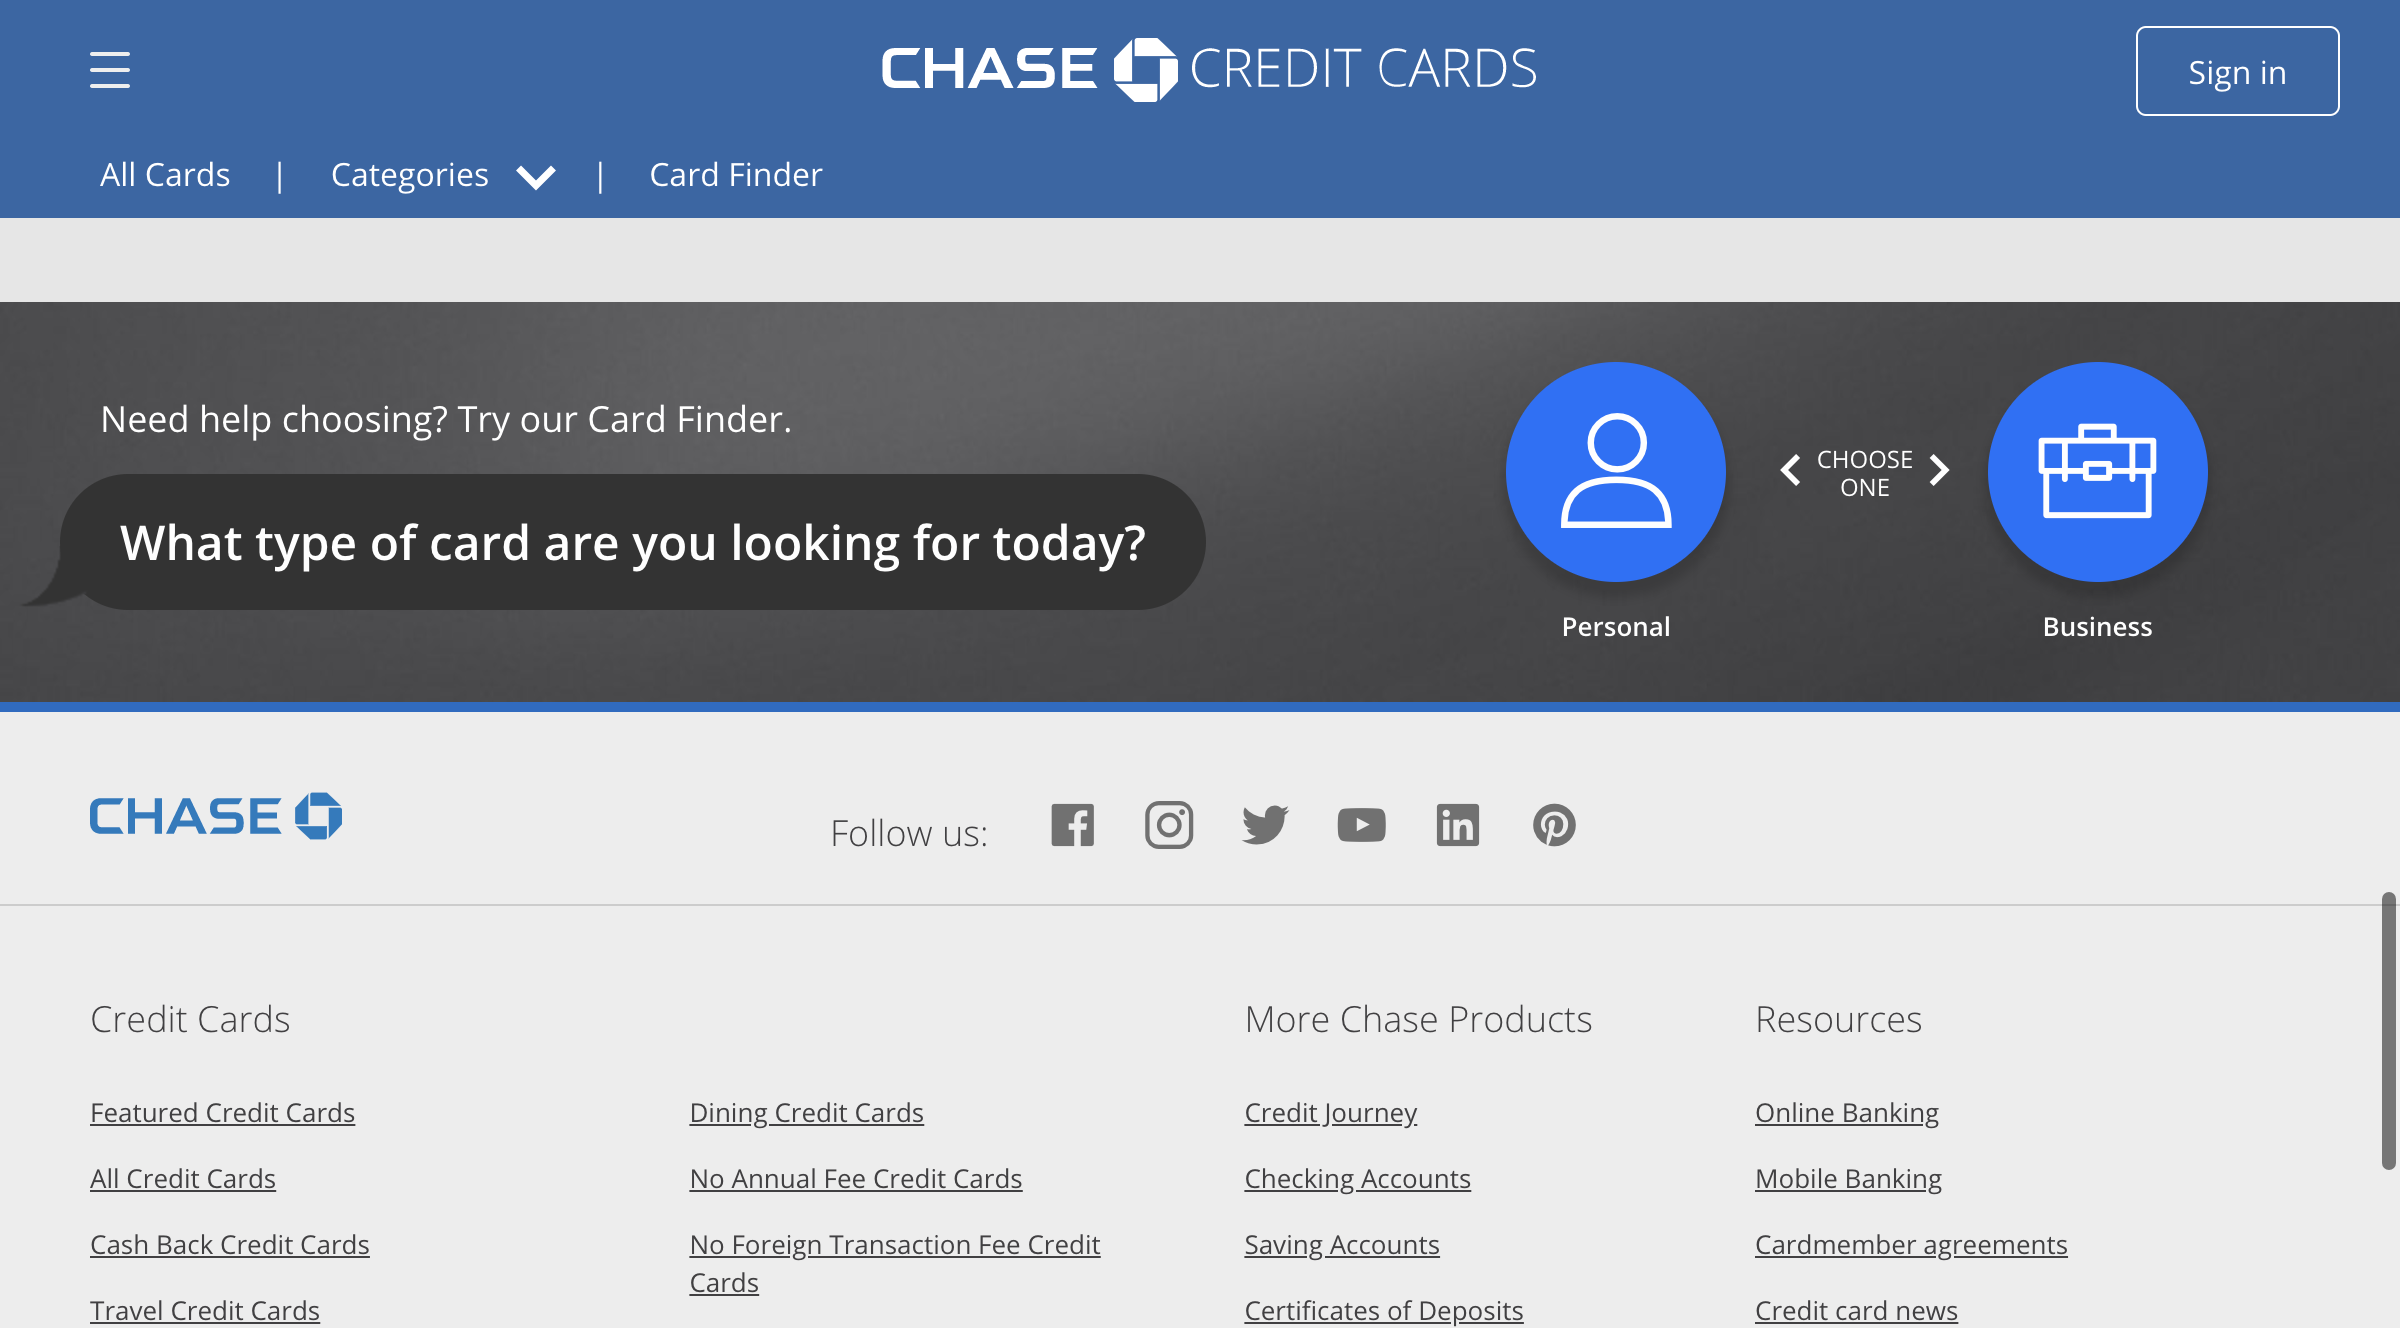 CHASE CREDIT CARDS
Sign in
All Cards | Categories | Card Finder
Need help choosing? Try our Card Finder.
What type of card are you looking for today?
CHOOSE
ONE
Personal
Business
CHASE
Follow us:
Credit Cards
Featured Credit Cards
All Credit Cards
Cash Back Credit Cards
Travel Credit Cards
Dining Credit Cards
No Annual Fee Credit Cards
No Foreign Transaction Fee Credit
Cards
More Chase Products
Credit Journey
Checking Accounts
Saving Accounts
Certificates of Deposits
Resources
Online Banking
Mobile Banking
Cardmember agreements
Credit card news